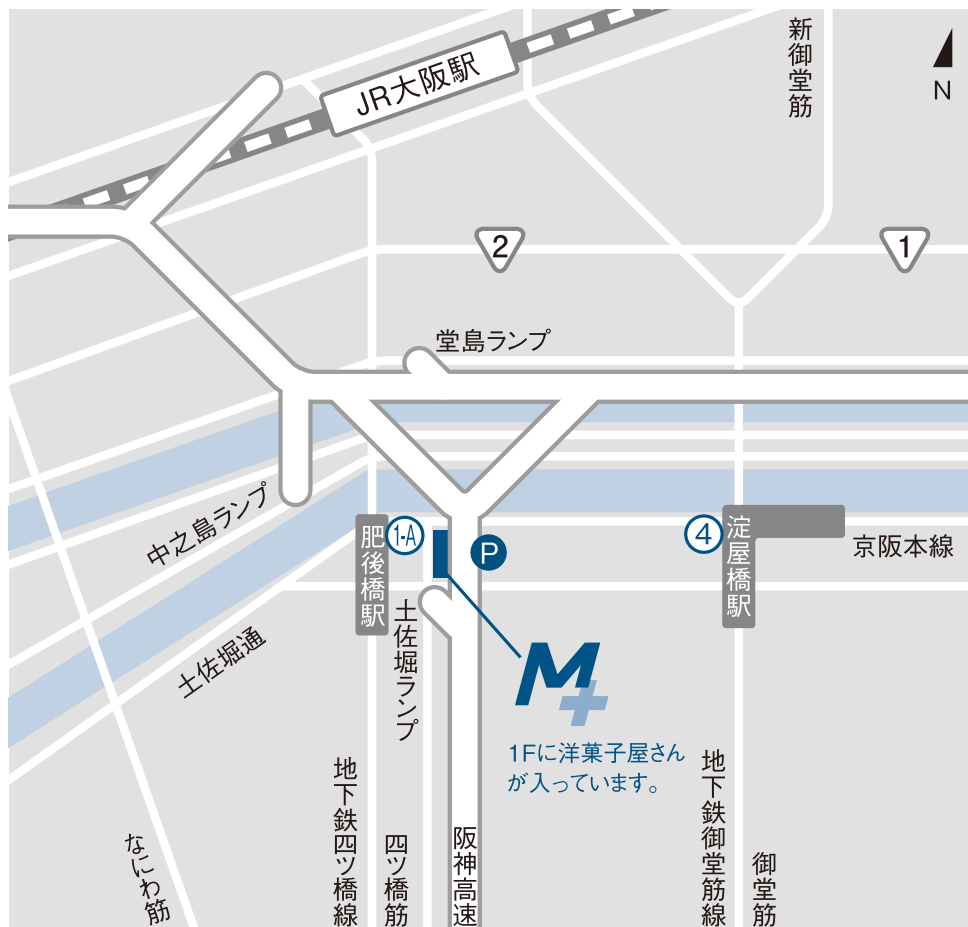 新御堂筋
N
JR大阪駅
2
1
堂島ランプ
中之島ランプ
肥後橋駅
1-A
P
4
淀屋橋駅
京阪本線
土佐堀通
土佐堀ランプ
M+
1Fに洋菓子屋さん
が入っています。
なにわ筋
地下鉄四ツ橋線
四ツ橋筋
阪神高速
地下鉄御堂筋線
御堂筋